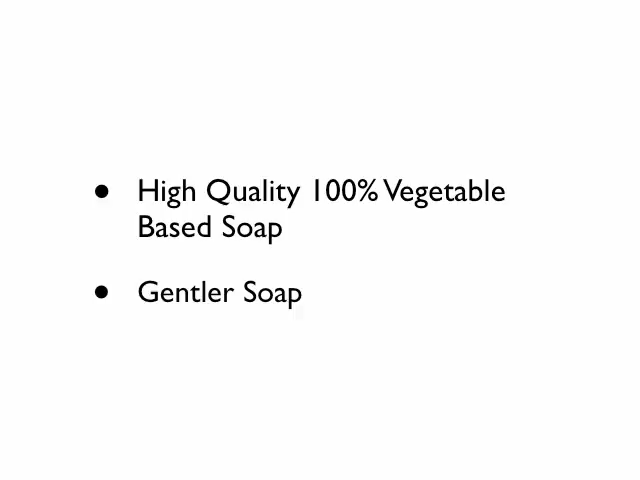 • High Quality 100% Vegetable
Based Soap
• Gentler Soap